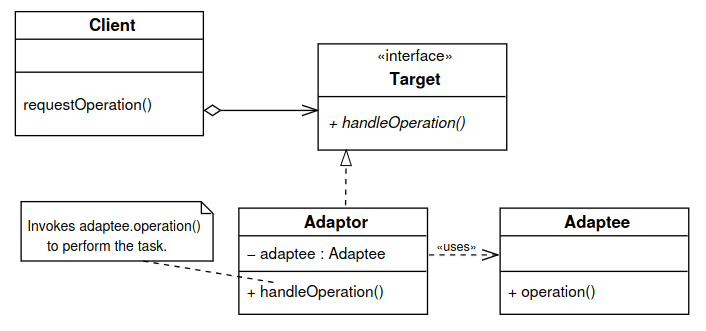 Client
requestOperation()
«interface»
Target
+ handleOperation()
Invokes adaptee.operation()
to perform the task.
Adaptor
– adaptee : Adaptee
+ handleOperation()
«uses»
Adaptee
+ operation()